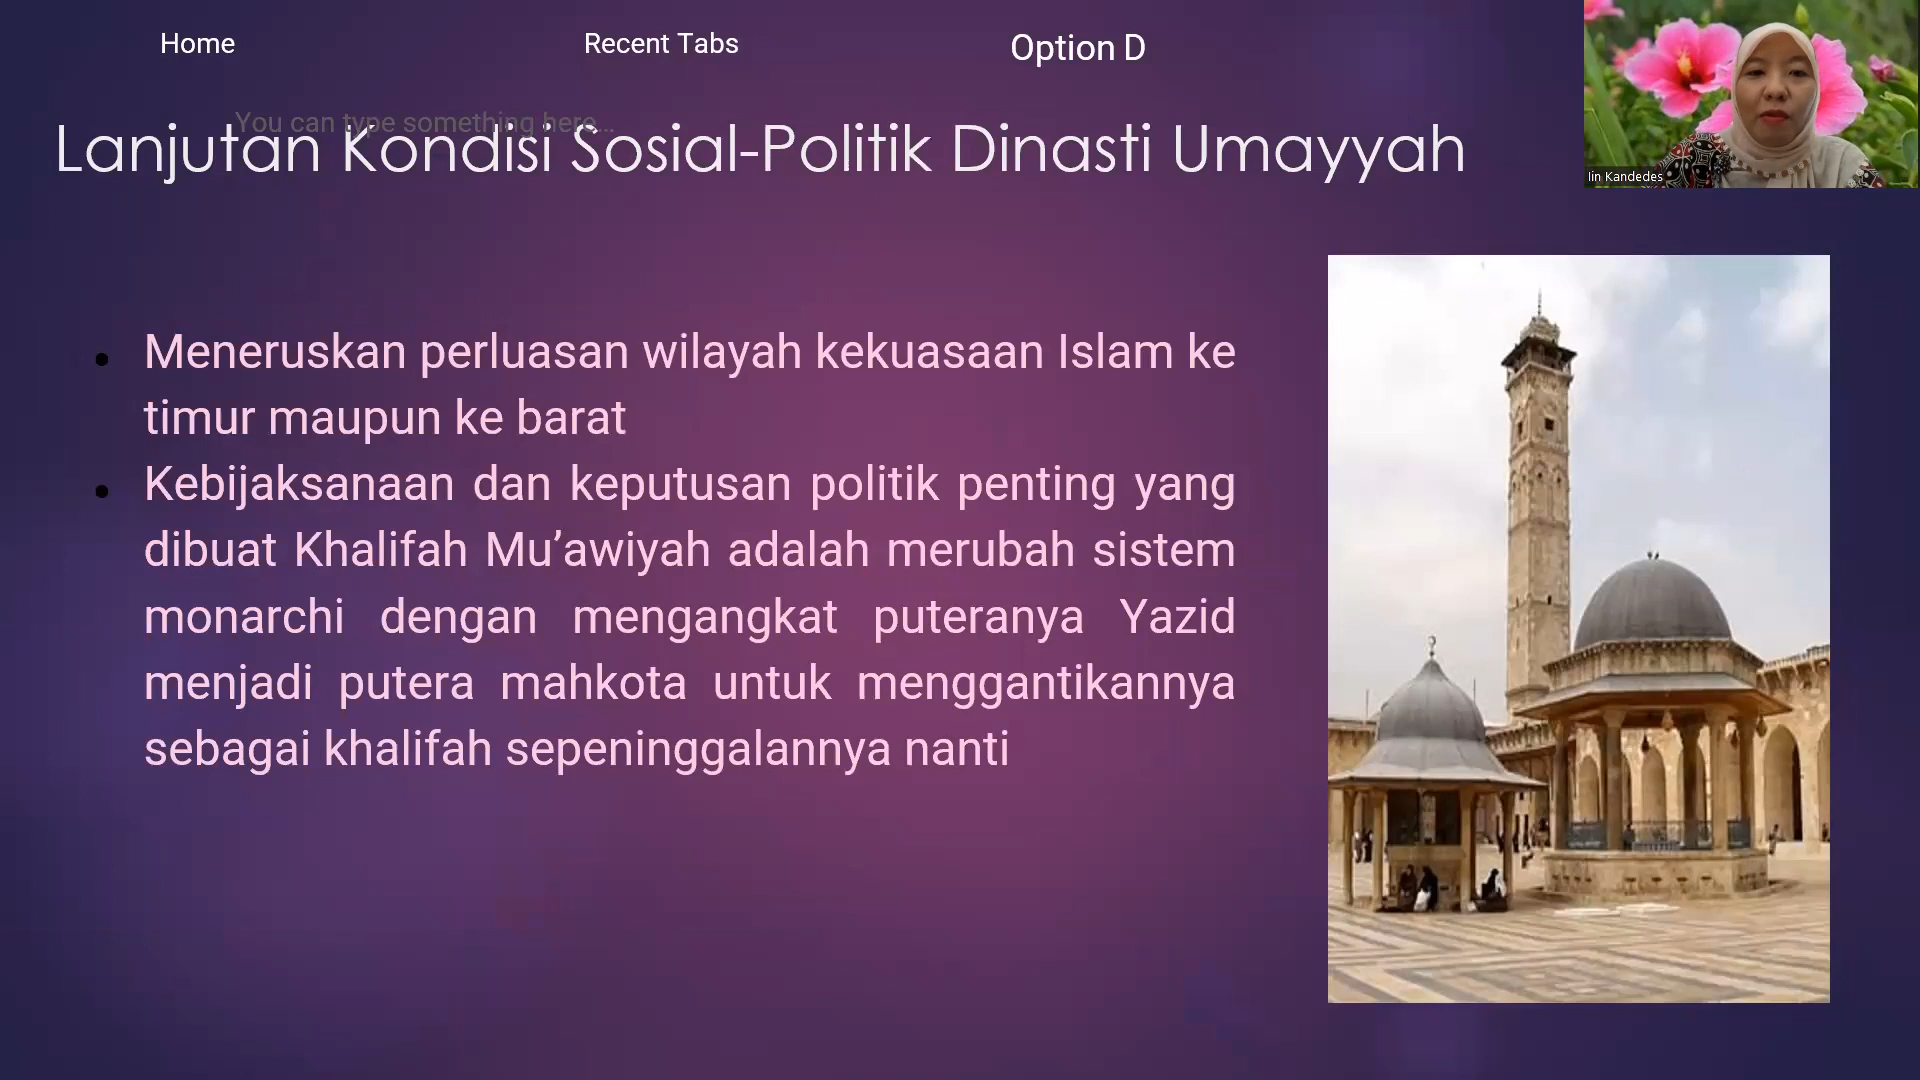 Home
Recent Tabs
Option D
You can type something here...
Lanjutan Kondisi Sosial-Politik Dinasti Umayyah
Iin Kandedes
Meneruskan perluasan wilayah kekuasaan Islam ke
timur maupun ke barat
Kebijaksanaan dan keputusan politik penting yang
dibuat Khalifah Mu’awiyah adalah merubah sistem
monarchi dengan mengangkat puteranya Yazid
menjadi putera mahkota untuk menggantikannya
sebagai khalifah sepeninggalannya nanti